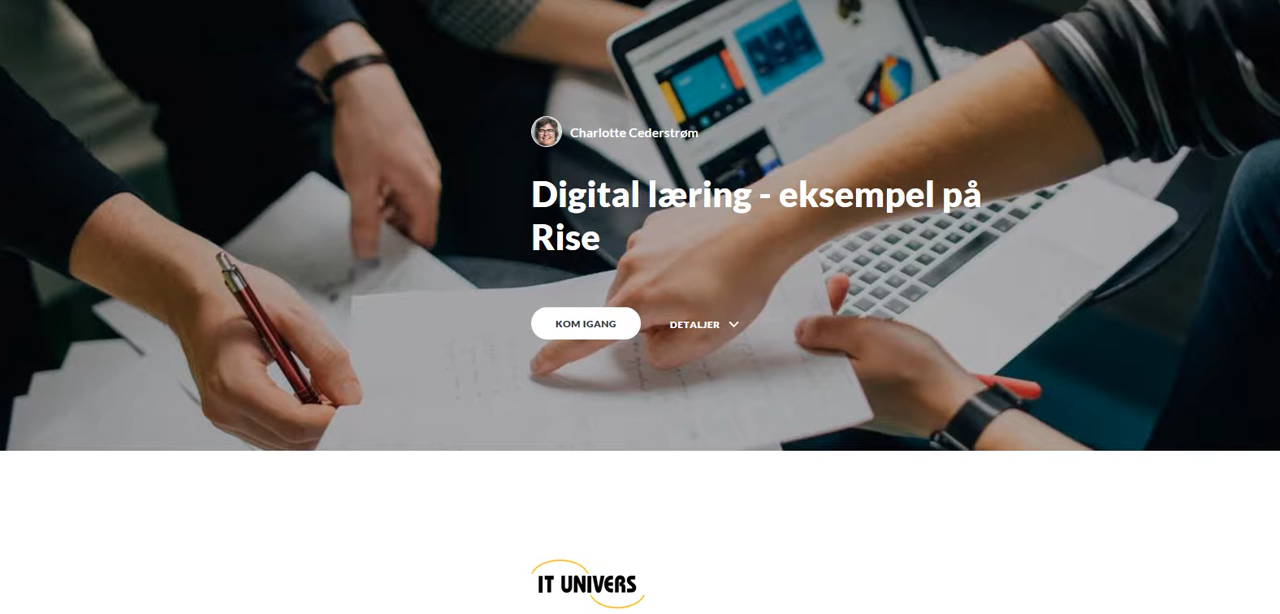 Charlotte Cederstrøm
Digital læring - eksempel på
Rise
KOM IGANG
DETALJER
IT UNIVERS